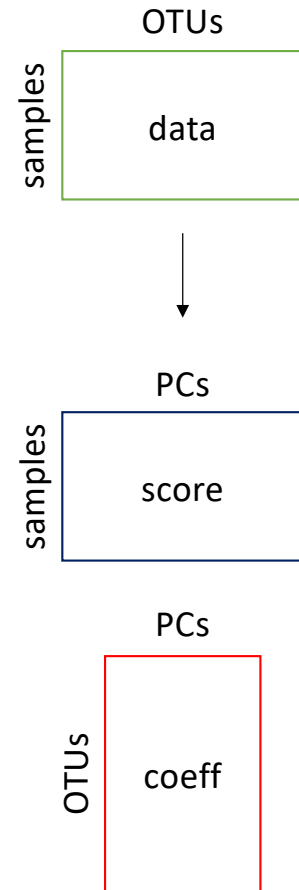 OTUs
samples
data
PCs
samples
score
PCs
OTUs
coeff